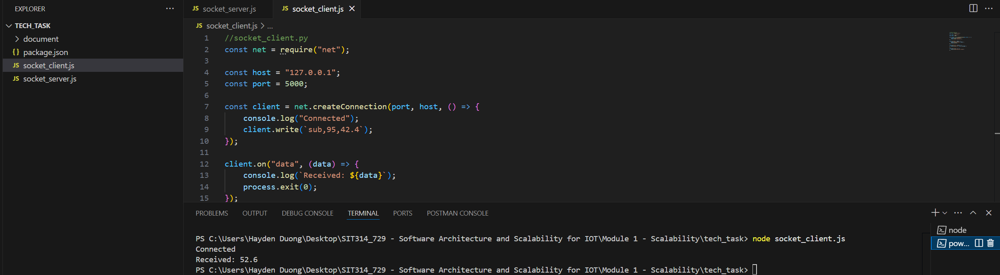 EXPLORER
TECH_TASK
document
{} package.json
JS socket_client.js
JS socket_server.js
JS socket_server.js
JS socket_client.js
JS socket_client.js > ...
1 //socket_client.py
2 const net = require("net");
3
4 const host = "127.0.0.1";
5 const port = 5000;
6
7 const client = net.createConnection(port, host, () => {
8 console.log("Connected");
9 client.write(`sub,95,42.4`);
10 });
11
12 client.on("data", (data) => {
13 console.log(`Received: ${data}`);
14 process.exit(0);
15 });
PROBLEMS OUTPUT DEBUG CONSOLE TERMINAL PORTS POSTMAN CONSOLE
PS C:\Users\Hayden Duong\Desktop\SIT314_729 - Software Architecture and Scalability for IOT\Module 1 - Scalability\tech_task> node socket_client.js
Connected
Received: 52.6
PS C:\Users\Hayden Duong\Desktop\SIT314_729 - Software Architecture and Scalability for IOT\Module 1 - Scalability\tech_task>
node
pow...